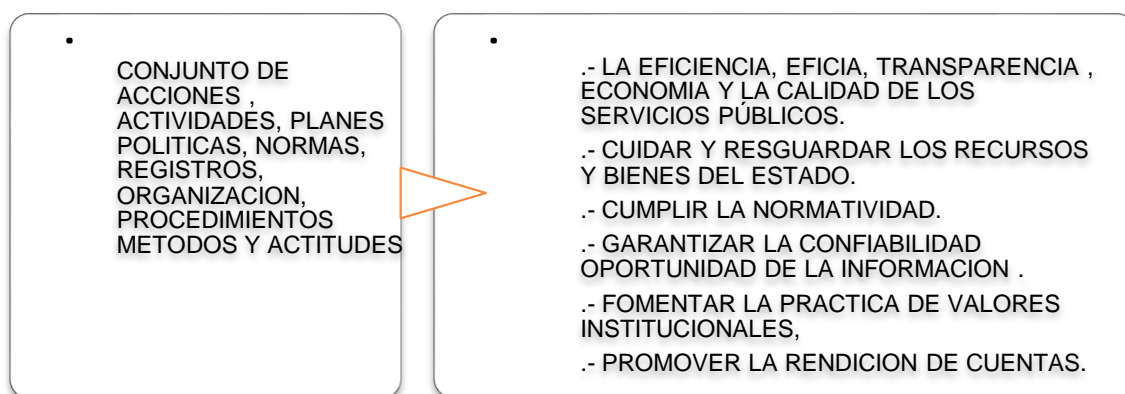 CONJUNTO DE
ACCIONES ,
ACTIVIDADES, PLANES
POLITICAS, NORMAS,
REGISTROS,
ORGANIZACION,
PROCEDIMIENTOS
METODOS Y ACTITUDES
.- LA EFICIENCIA, EFICIA, TRANSPARENCIA ,
ECONOMIA Y LA CALIDAD DE LOS
SERVICIOS PÚBLICOS.
.- CUIDAR Y RESGUARDAR LOS RECURSOS
Y BIENES DEL ESTADO.
.- CUMPLIR LA NORMATIVIDAD.
.- GARANTIZAR LA CONFIABILIDAD
OPORTUNIDAD DE LA INFORMACION .
.- FOMENTAR LA PRACTICA DE VALORES
INSTITUCIONALES,
.- PROMOVER LA RENDICION DE CUENTAS.